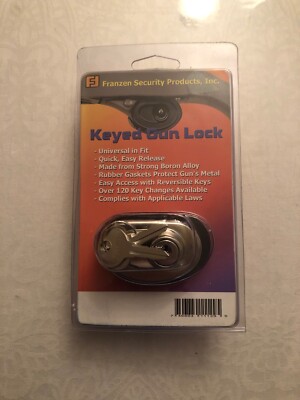 Franzen Security Products, Inc.
Keyed Gun Lock
- Universal in Fit
- Quick, Easy Release
- Made from Strong Boron Alloy
- Rubber Gaskets Protect Gun's Metal
- Easy Access with Reversible Keys
- Over 120 Key Changes Available
- Complies with Applicable Laws